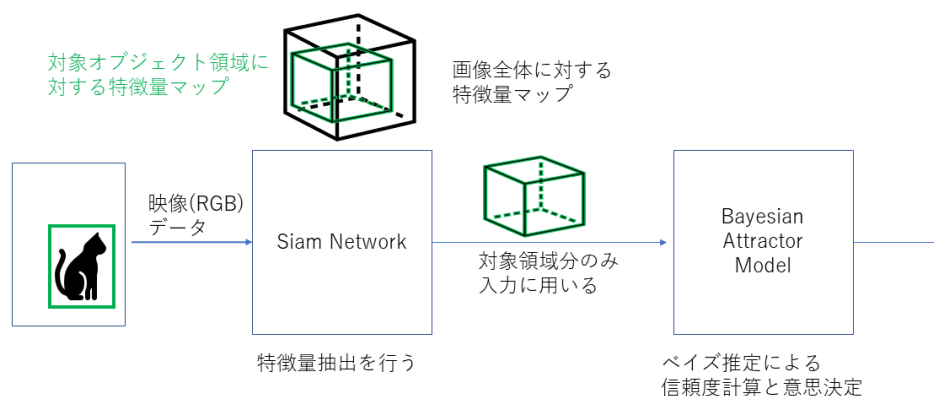 対象オブジェクト領域に
対する特徴量マップ
画像全体に対する
特徴量マップ
映像(RGB)
データ
Siam Network
対象領域分のみ
入力に用いる
Bayesian
Attractor
Model
特徴量抽出を行う
ベイズ推定による
信頼度計算と意思決定